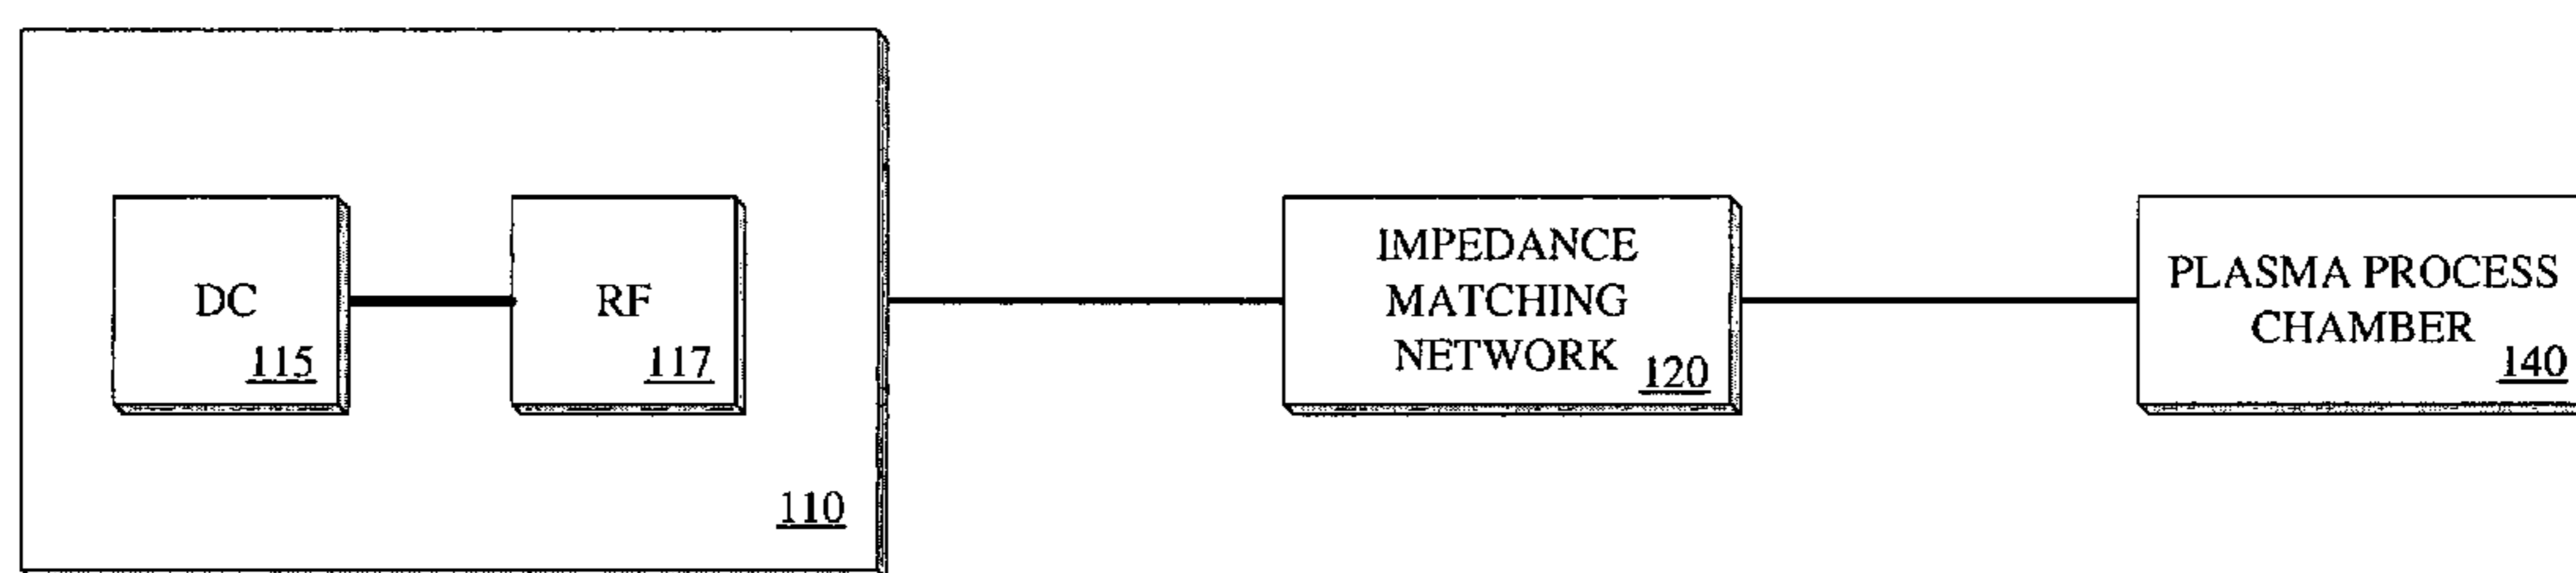 DC
115
RF
117
110
IMPEDANCE
MATCHING
NETWORK
120
PLASMA PROCESS
CHAMBER
140